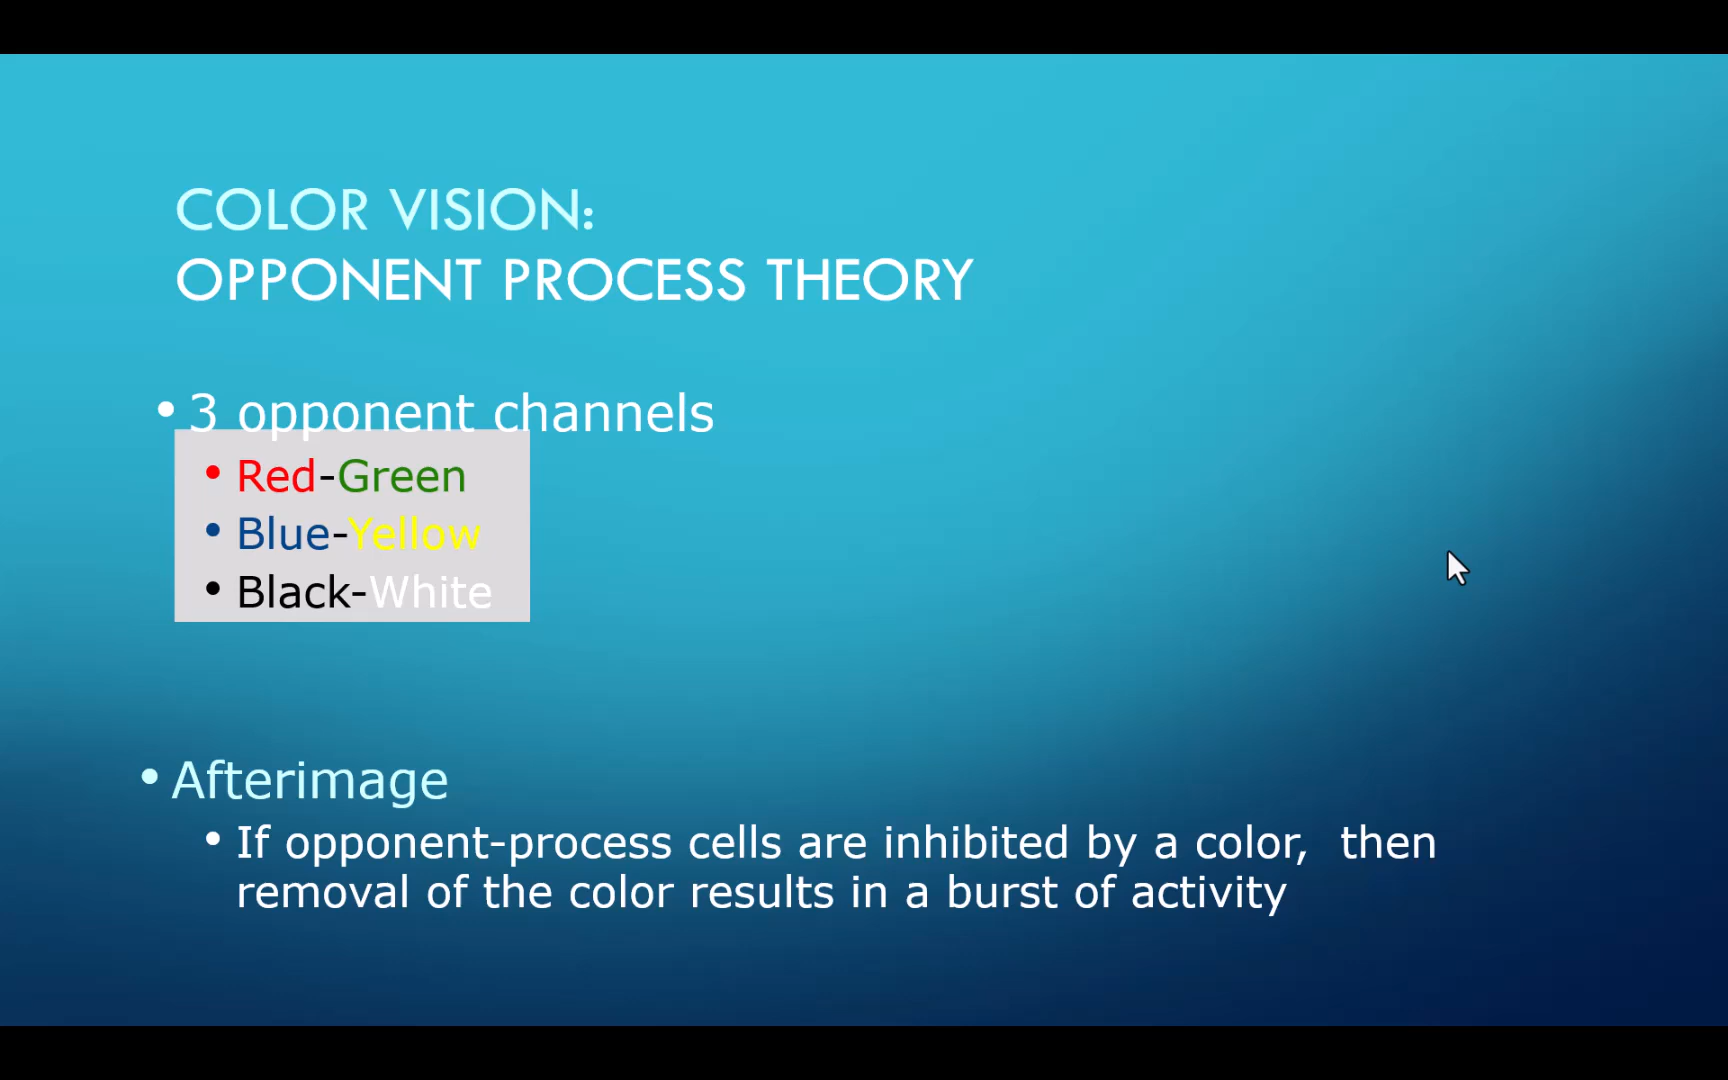 COLOR VISION:
OPPONENT PROCESS THEORY
• 3 opponent channels
• Red-Green
• Blue-Yellow
• Black-White
• Afterimage
• If opponent-process cells are inhibited by a color,  then
removal of the color results in a burst of activity